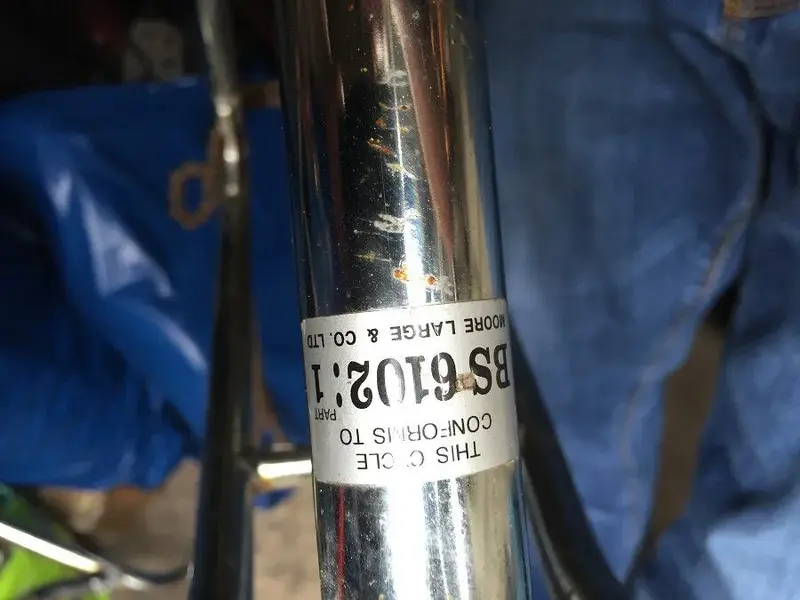 THIS CYCLE
CONFORMS TO
BS 6102: PART 1
MOORE LARGE & CO. LTD